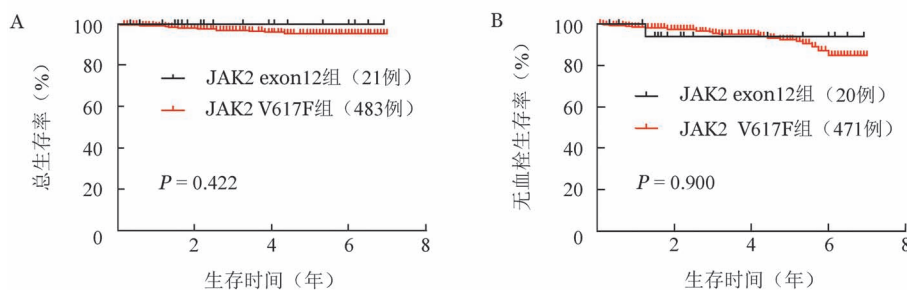 A
总生存率（%）
100
80
60
40
20
0
JAK2 exon12组（21例）
JAK2 V617F组（483例）
P = 0.422
2
4
6
8
生存时间（年）
B
无血栓生存率（%）
100
80
60
40
20
0
JAK2 exon12组（20例）
JAK2 V617F组（471例）
P = 0.900
2
4
6
8
生存时间（年）